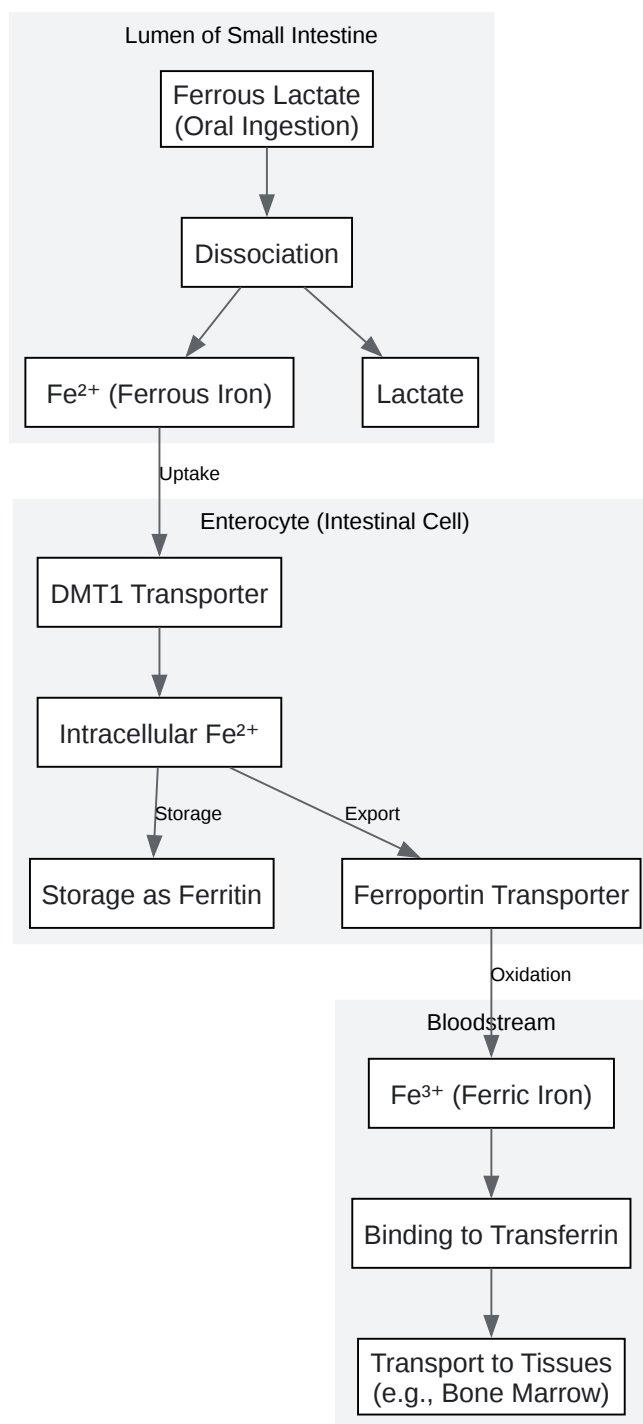 Lumen of Small Intestine
Ferrous Lactate
(Oral Ingestion)
Dissociation
Fe²⁺ (Ferrous Iron)
Lactate
Uptake
Enterocyte (Intestinal Cell)
DMT1 Transporter
Intracellular Fe²⁺
Storage
Export
Storage as Ferritin
Ferroportin Transporter
Oxidation
Bloodstream
Fe³⁺ (Ferric Iron)
Binding to Transferrin
Transport to Tissues
(e.g., Bone Marrow)